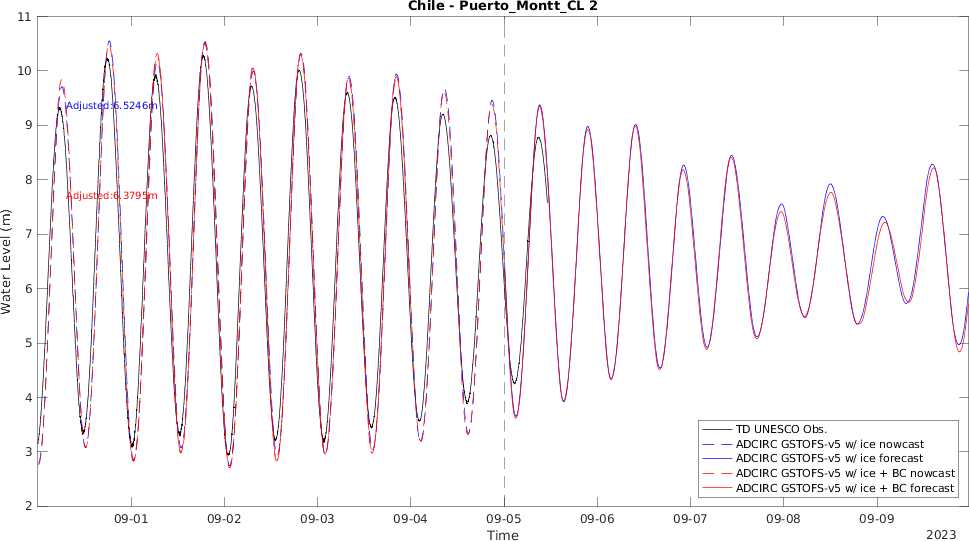 Chile - Puerto_Montt_CL 2
11
10
9
8
7
6
5
4
3
2
Water Level (m)
Adjusted:6.5246m
Adjusted:6.3795m
TD UNESCO Obs.
ADCIRC GSTOFS-v5 w/ ice nowcast
ADCIRC GSTOFS-v5 w/ ice forecast
ADCIRC GSTOFS-v5 w/ ice + BC nowcast
ADCIRC GSTOFS-v5 w/ ice + BC forecast
09-01 09-02 09-03 09-04 09-05 09-06 09-07 09-08 09-09
Time
2023